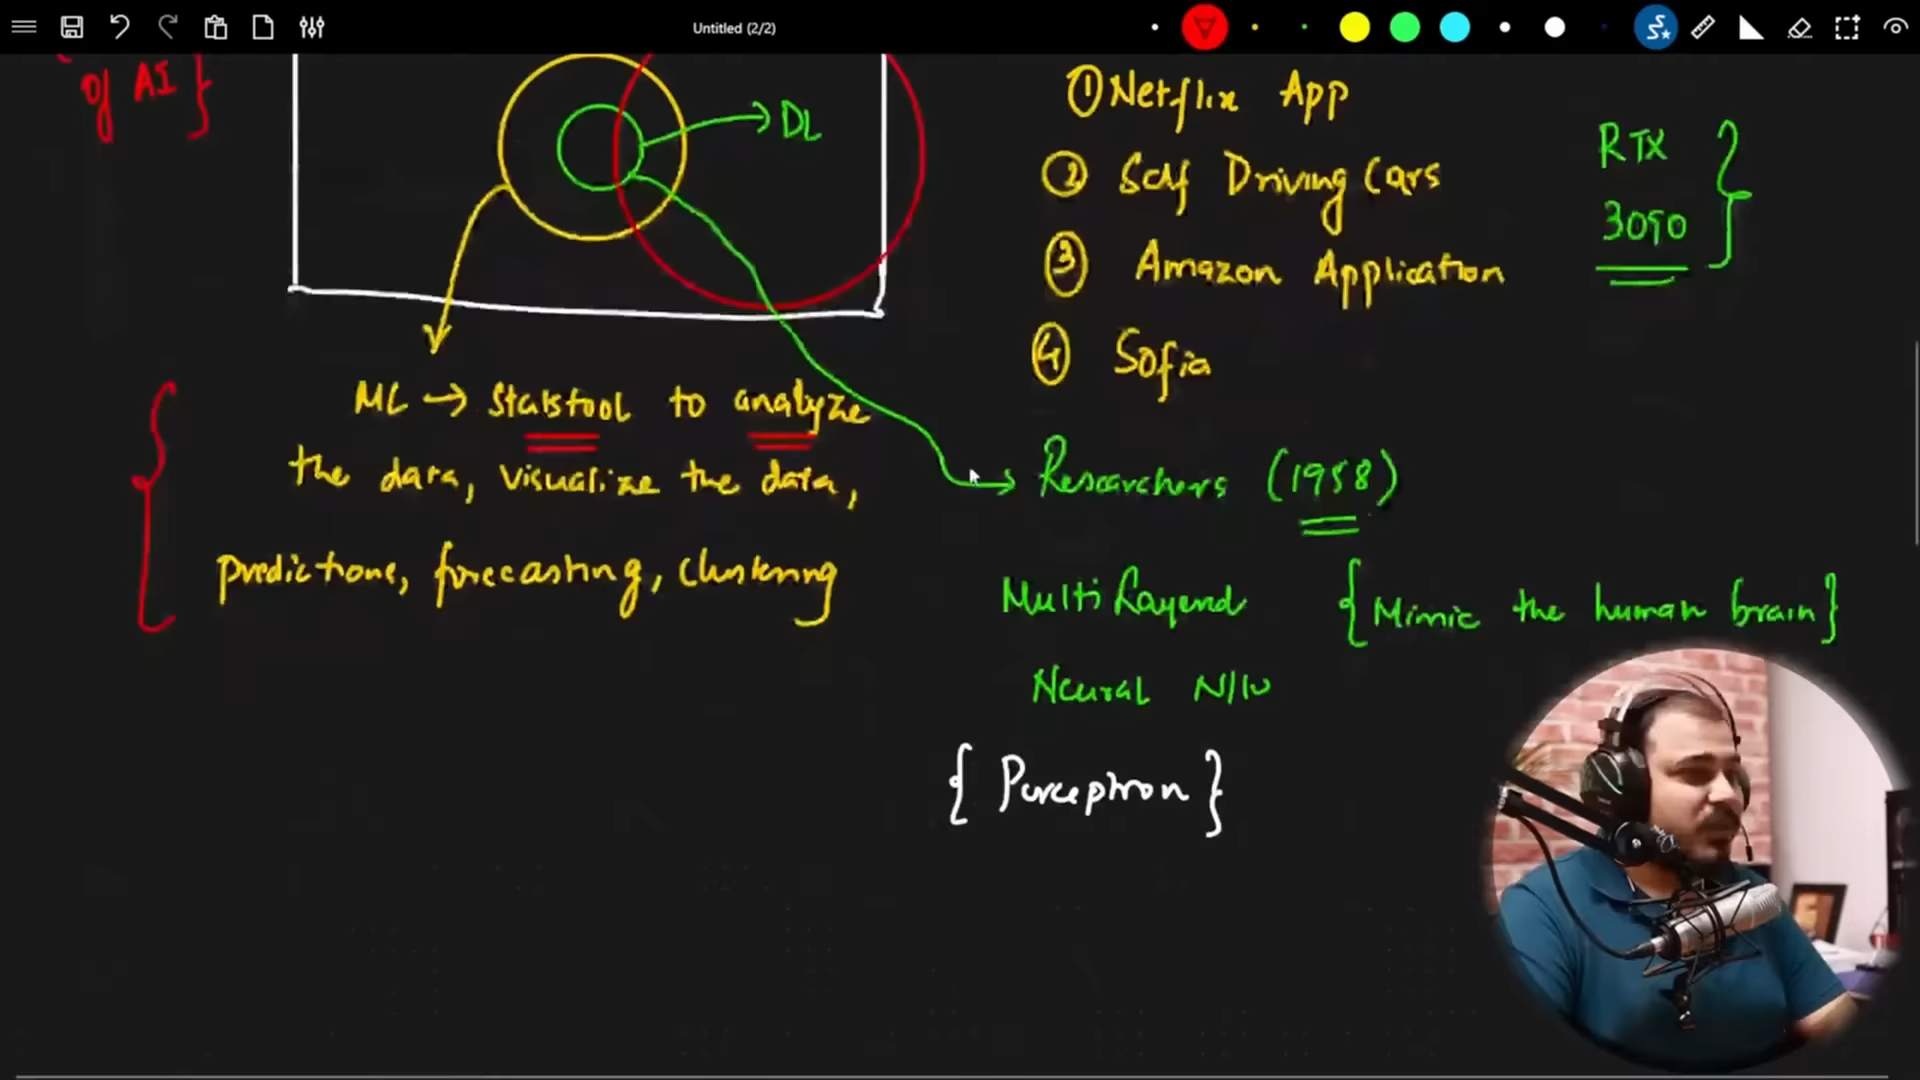 Untitled (2/2)
of AI }
DL
① Netflix App
② Self Driving Cars
③ Amazon Application
④ Sofia
RTX
3090
ML → Statstool to analyze
the data, visualize the data,
predictions, forecasting, clustering
Researchers (1958)
Multi Layered {Mimic the human brain}
Neural N/W
{ Perceptron }